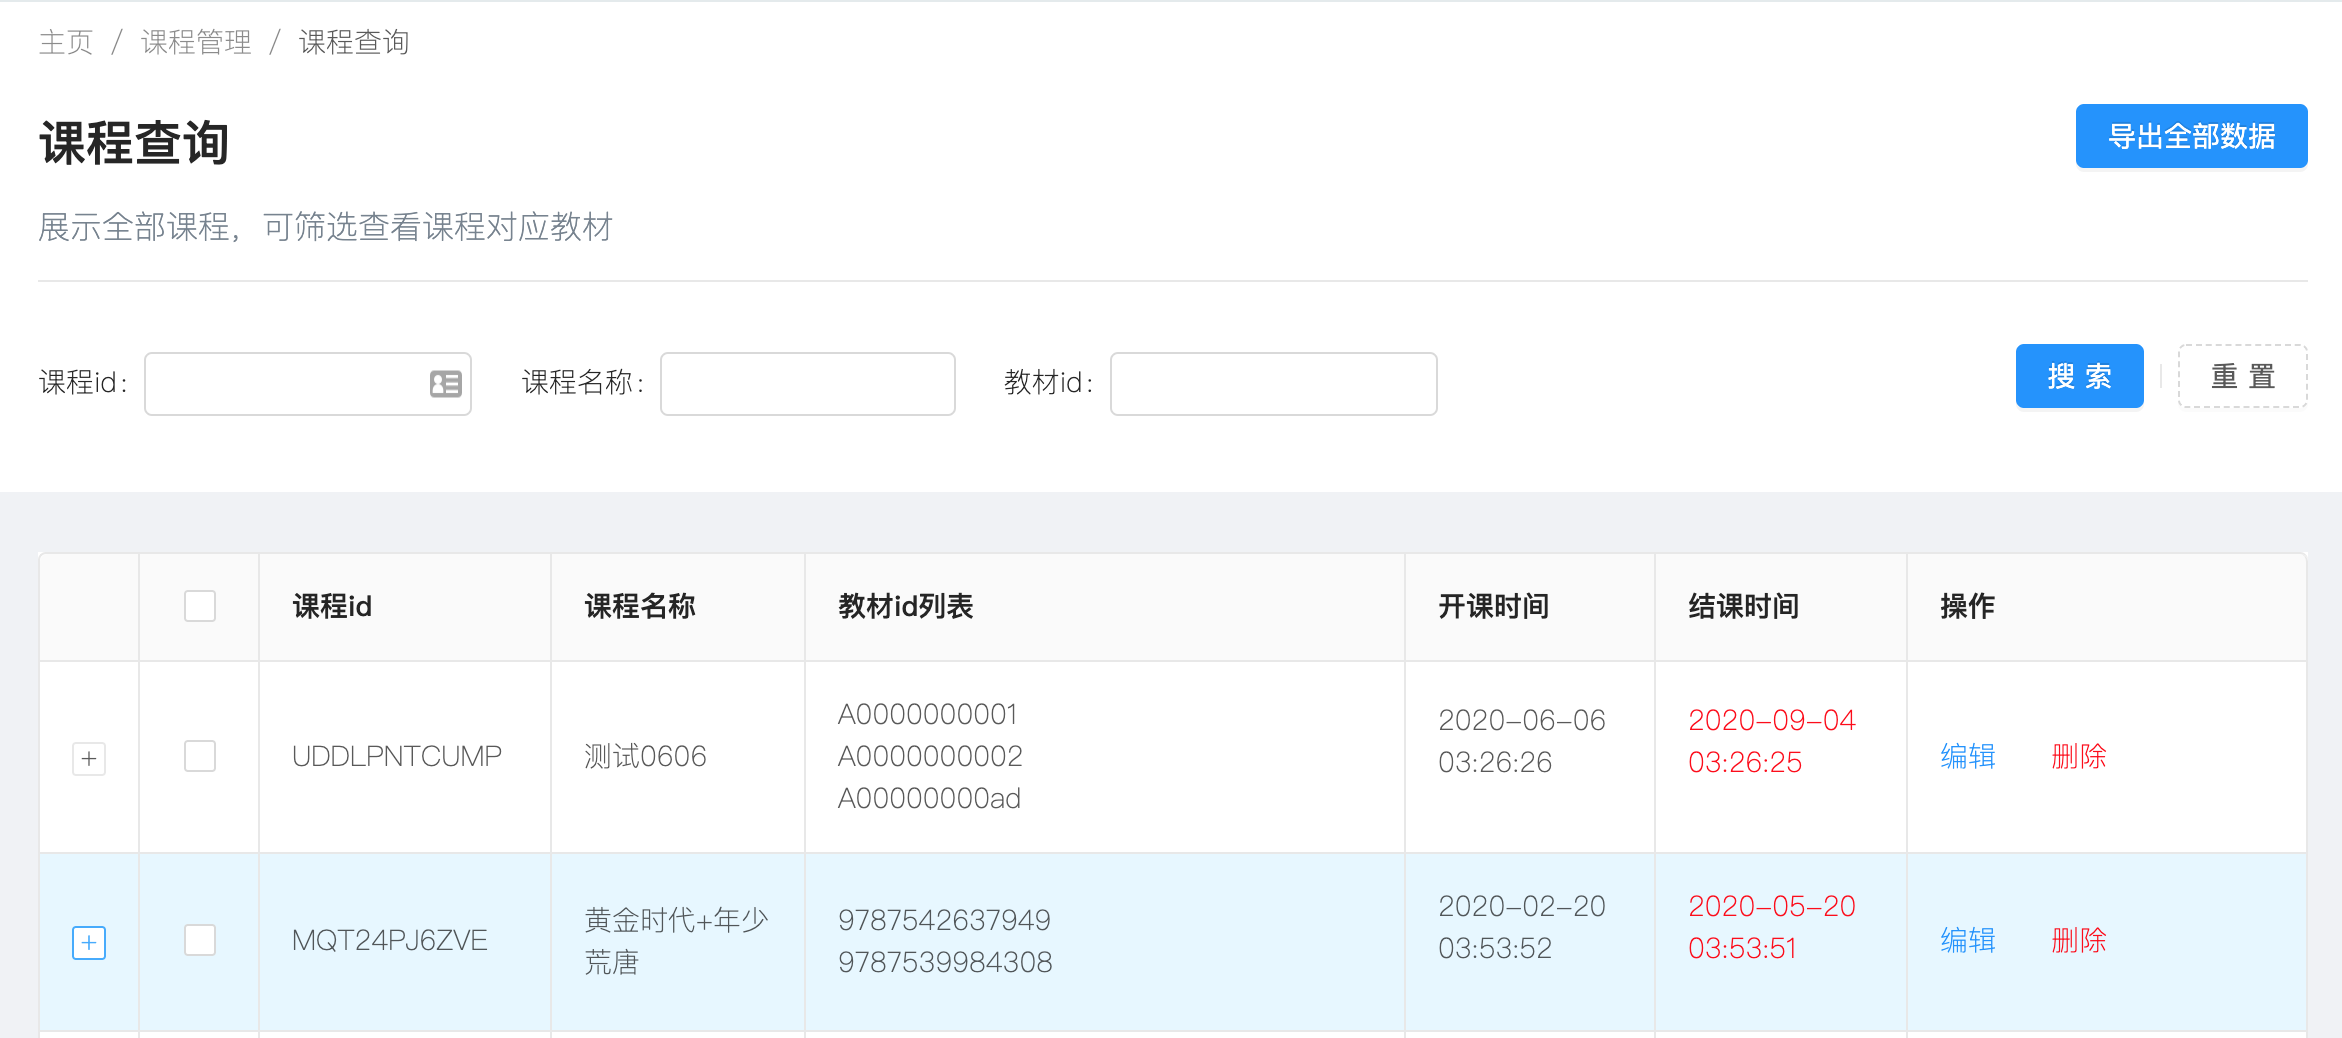 主页 / 课程管理 / 课程查询
课程查询
导出全部数据
展示全部课程，可筛选查看课程对应教材
课程id:
课程名称:
教材id:
搜 索
重 置
课程id 课程名称 教材id列表 开课时间 结课时间 操作
UDDLPNTCUMP
测试0606
A0000000001
A0000000002
A00000000ad
2020-06-06
03:26:26
2020-09-04
03:26:25
编辑 删除
MQT24PJ6ZVE
黄金时代+年少
荒唐
9787542637949
9787539984308
2020-02-20
03:53:52
2020-05-20
03:53:51
编辑 删除